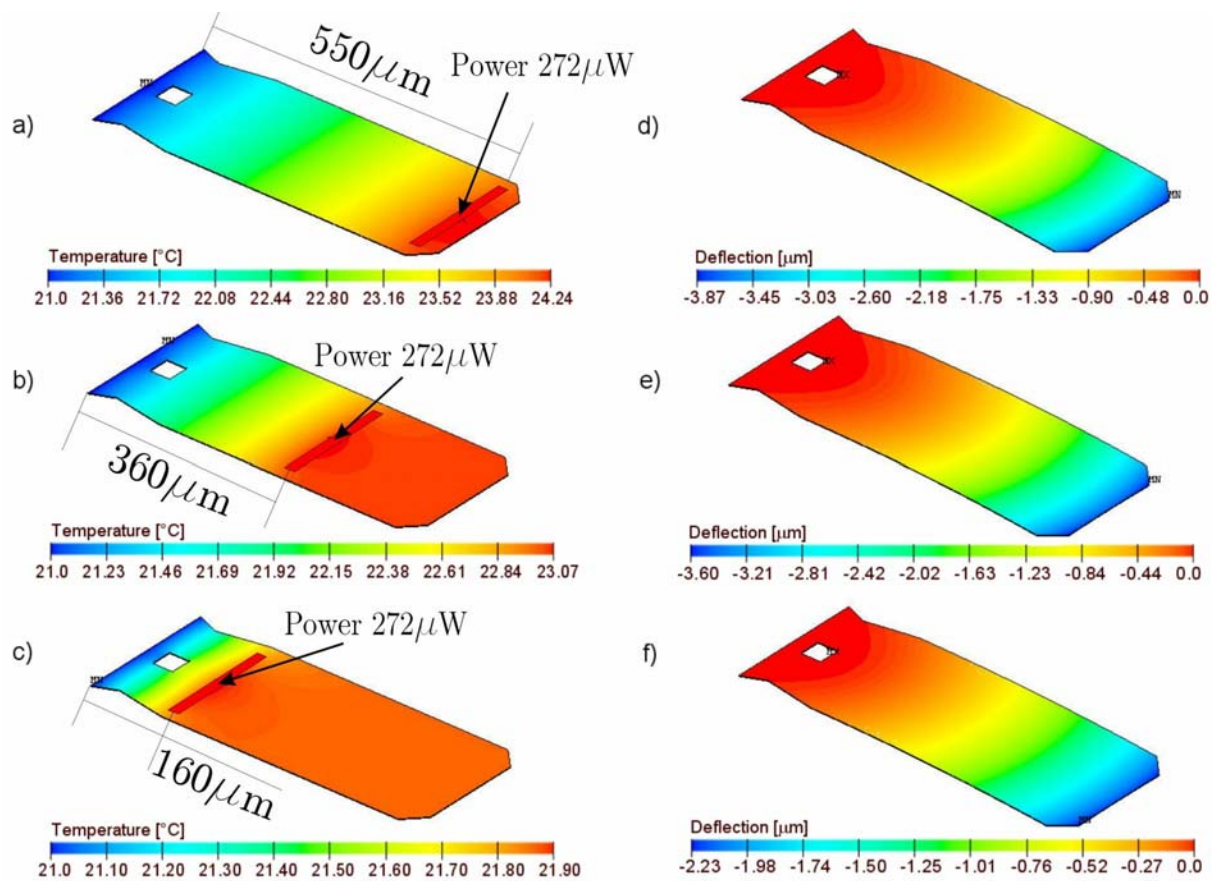 550μm
Power 272μW
MN
a)
Temperature [°C]
21.0 21.36 21.72 22.08 22.44 22.80 23.16 23.52 23.88 24.24
d)
MN
Deflection [μm]
-3.87 -3.45 -3.03 -2.60 -2.18 -1.75 -1.33 -0.90 -0.48 0.0
MN
Power 272μW
b)
360μm
Temperature [°C]
21.0 21.23 21.46 21.69 21.92 22.15 22.38 22.61 22.84 23.07
e)
MN
Deflection [μm]
-3.60 -3.21 -2.81 -2.42 -2.02 -1.63 -1.23 -0.84 -0.44 0.0
Power 272μW
c)
MN
160μm
Temperature [°C]
21.0 21.10 21.20 21.30 21.40 21.50 21.60 21.70 21.80 21.90
f)
MN
Deflection [μm]
-2.23 -1.98 -1.74 -1.50 -1.25 -1.01 -0.76 -0.52 -0.27 0.0